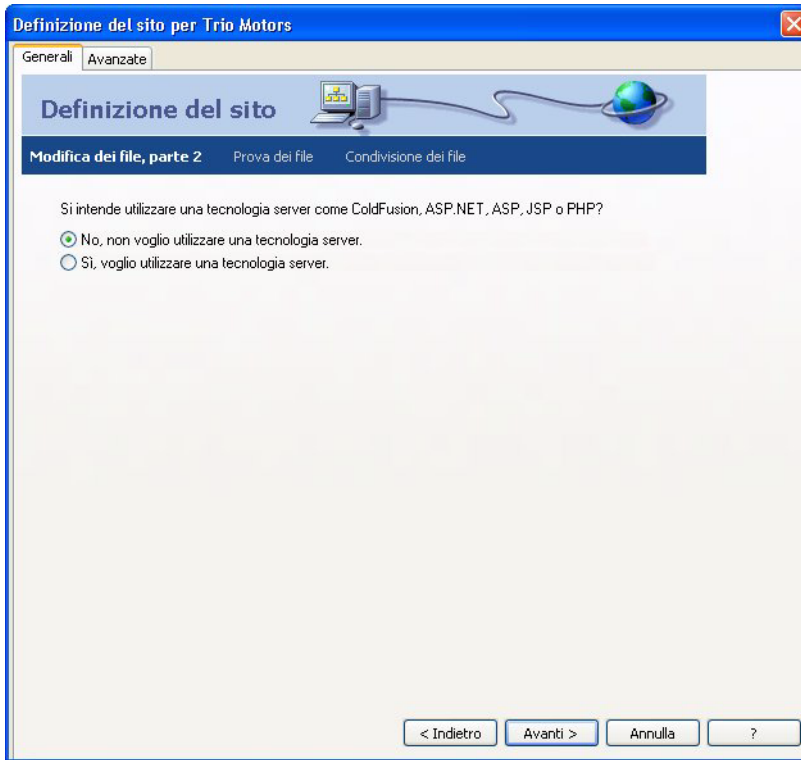 Definizione del sito per Trio Motors
Generali Avanzate
Definizione del sito
Modifica dei file, parte 2 Prova dei file Condivisione dei file
Si intende utilizzare una tecnologia server come ColdFusion, ASP.NET, ASP, JSP o PHP?
No, non voglio utilizzare una tecnologia server.
Sì, voglio utilizzare una tecnologia server.
< Indietro Avanti > Annulla ?